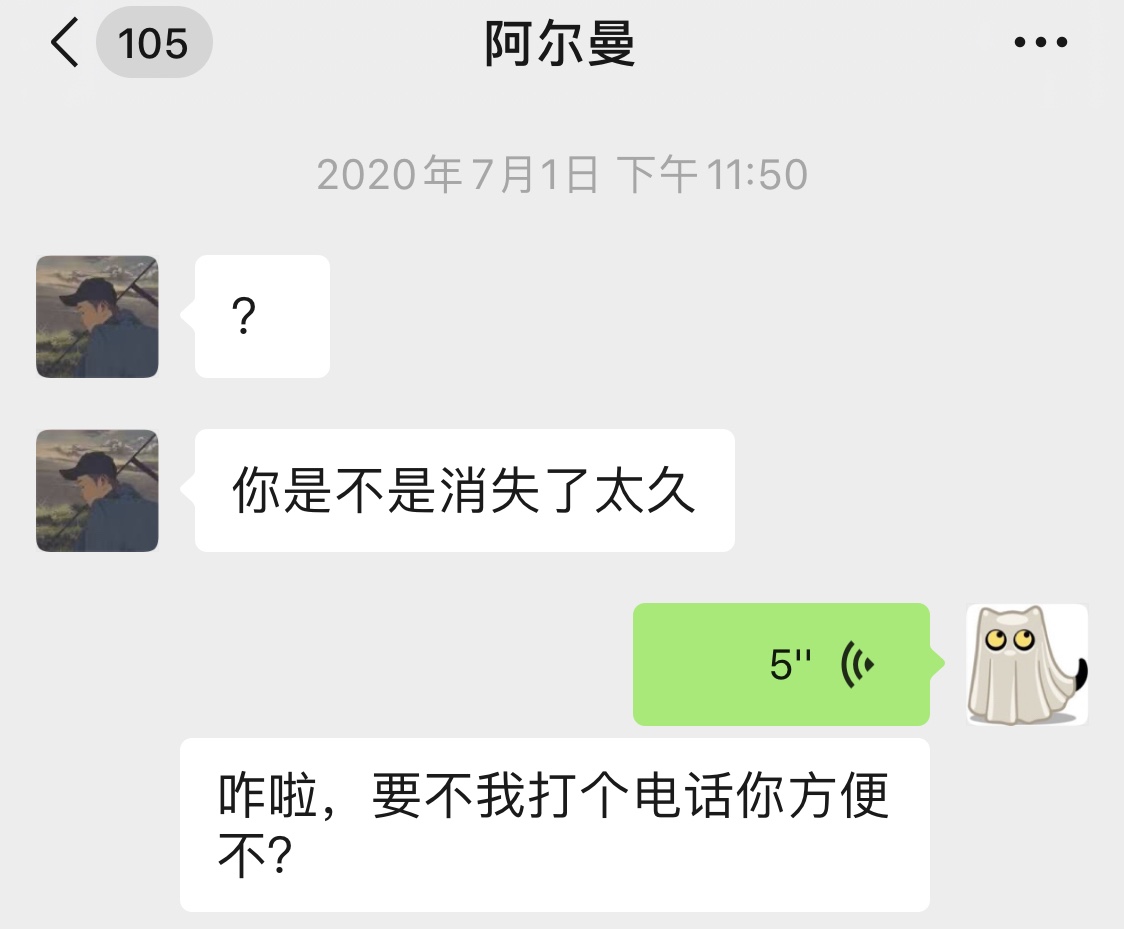 105
阿尔曼
2020年7月1日 下午11:50
?
你是不是消失了太久
5''
咋啦，要不我打个电话你方便
不?